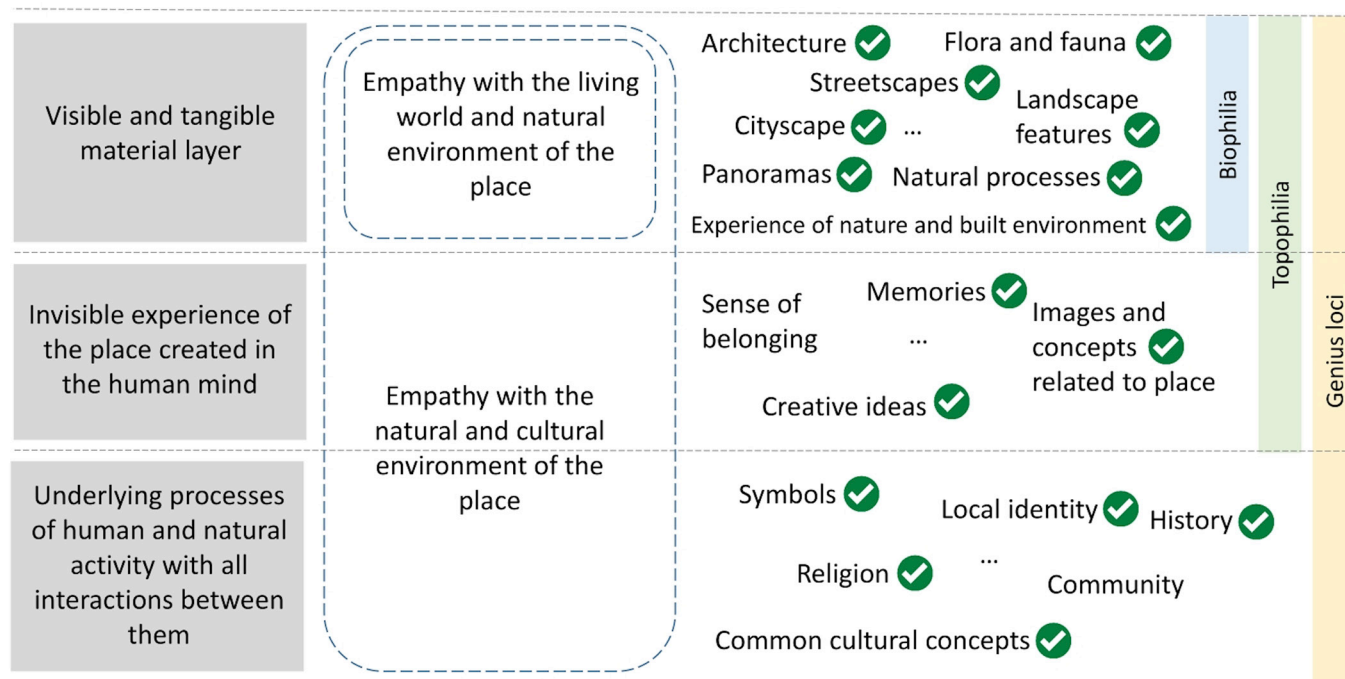 Visible and tangible
material layer
Empathy with the living
world and natural
environment of the
place
Architecture
Flora and fauna
Streetscapes
Cityscape
...
Landscape
features
Panoramas
Natural processes
Experience of nature and built environment
Biophilia
Topophilia
Genius loci
Invisible experience of
the place created in
the human mind
Empathy with the
natural and cultural
environment of the
place
Sense of
belonging
Memories
...
Images and
concepts
related to place
Creative ideas
Underlying processes
of human and natural
activity with all
interactions between
them
Symbols
Local identity
History
Religion
...
Community
Common cultural concepts